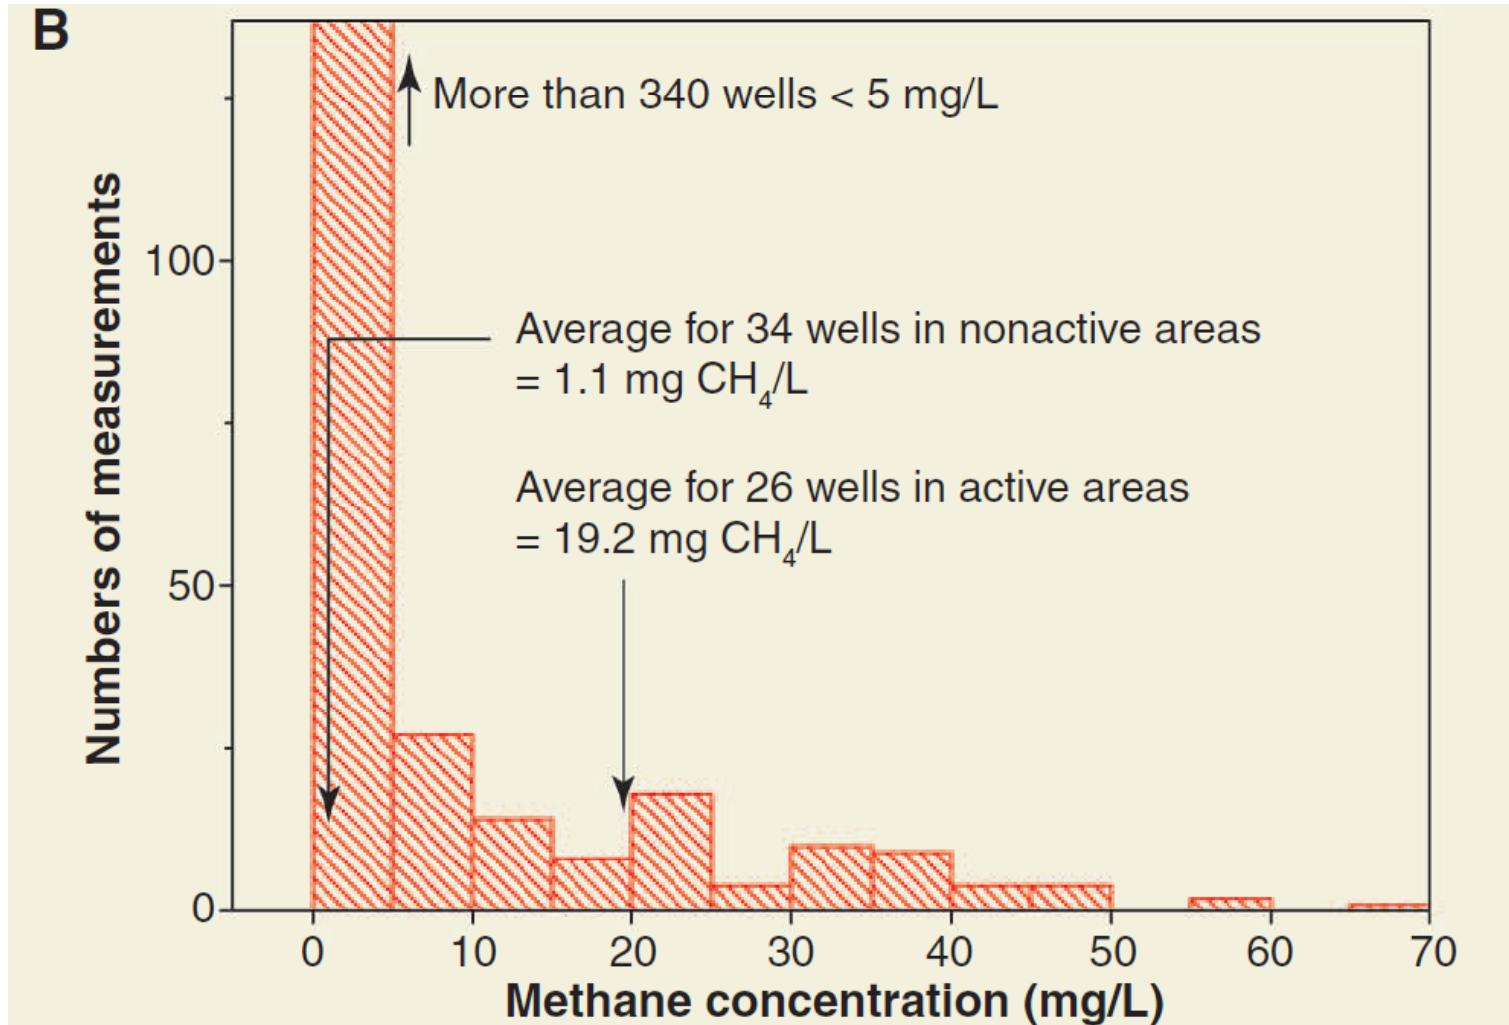 B
More than 340 wells < 5 mg/L
100
Average for 34 wells in nonactive areas
= 1.1 mg CH₄/L
Average for 26 wells in active areas
= 19.2 mg CH₄/L
50
0
Numbers of measurements
0 10 20 30 40 50 60 70
Methane concentration (mg/L)